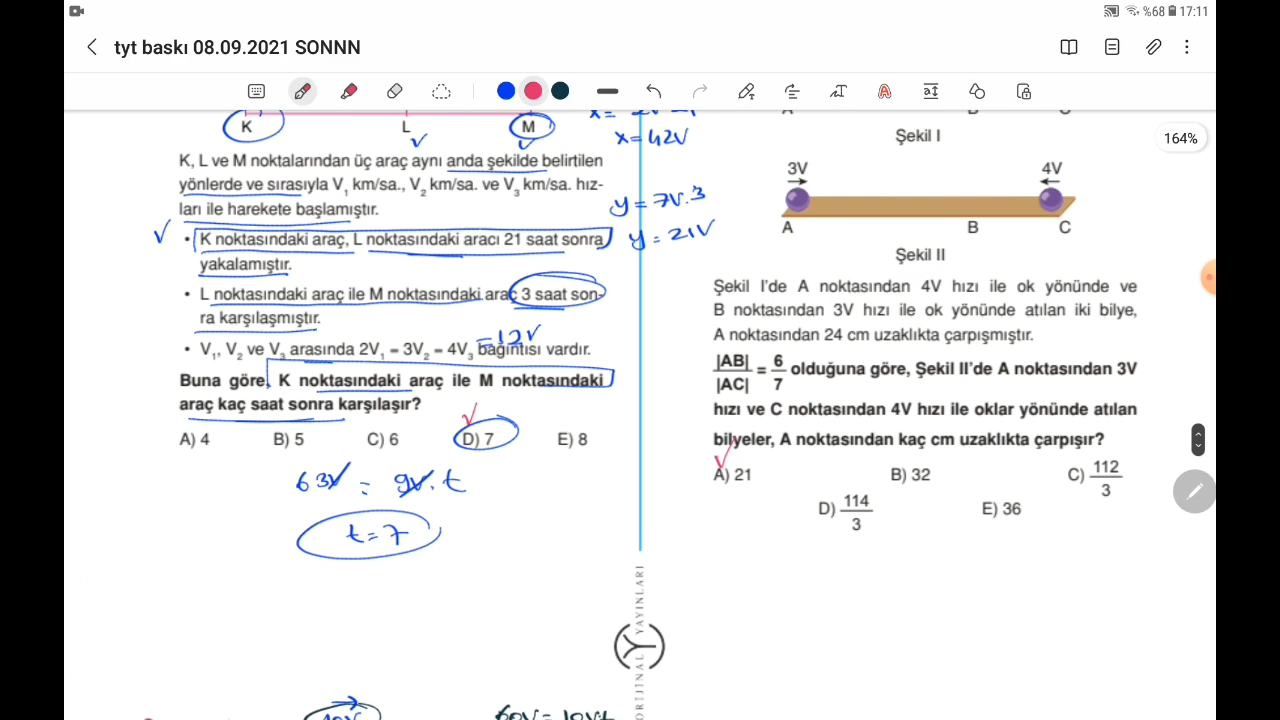 %68 17:11
tyt baskı 08.09.2021 SONNN
164%
K L M
x=42V
K, L ve M noktalarından üç araç aynı anda şekilde belirtilen
yönlerde ve sırasıyla V1 km/sa., V2 km/sa. ve V3 km/sa. hız-
ları ile harekete başlamıştır.
y = 7V.3
y = 21V
• K noktasındaki araç, L noktasındaki aracı 21 saat sonra
yakalamıştır.
• L noktasındaki araç ile M noktasındaki araç 3 saat son-
ra karşılaşmıştır.
=12V
• V1, V2 ve V3 arasında 2V1 = 3V2 = 4V3 bağıntısı vardır.
Buna göre, K noktasındaki araç ile M noktasındaki
araç kaç saat sonra karşılaşır?
A) 4 B) 5 C) 6 D) 7 E) 8
63V = 9V.t
t=7
Şekil I
3V 4V
A B C
Şekil II
Şekil I'de A noktasından 4V hızı ile ok yönünde ve
B noktasından 3V hızı ile ok yönünde atılan iki bilye,
A noktasından 24 cm uzaklıkta çarpışmıştır.
|AB|/|AC| = 6/7 olduğuna göre, Şekil II'de A noktasından 3V
hızı ve C noktasından 4V hızı ile oklar yönünde atılan
bilyeler, A noktasından kaç cm uzaklıkta çarpışır?
A) 21 B) 32 C) 112/3
D) 114/3 E) 36
ORİJİNAL YAYINLARI
60V=10V.t